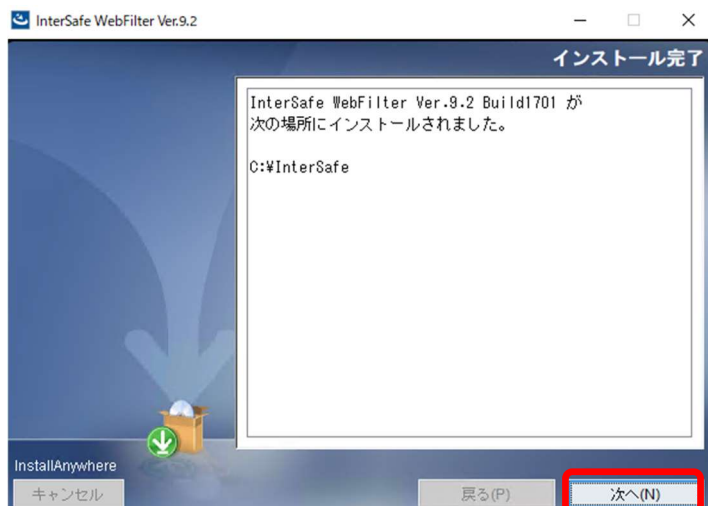 InterSafe WebFilter Ver.9.2
インストール完了
InterSafe WebFilter Ver.9.2 Build1701 が
次の場所にインストールされました。
C:¥InterSafe
InstallAnywhere
キャンセル
戻る(P)
次へ(N)